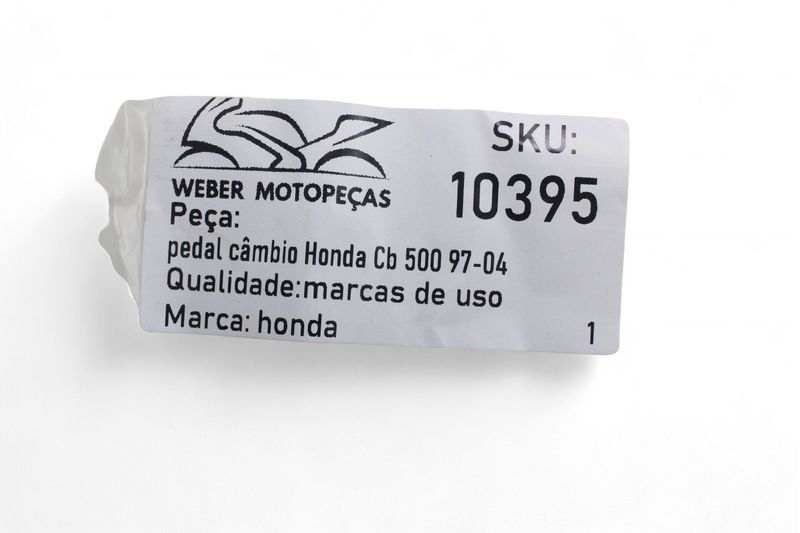 WEBER MOTOPEÇAS
SKU:
10395
Peça:
pedal câmbio Honda Cb 500 97-04
Qualidade:marcas de uso
Marca: honda
1